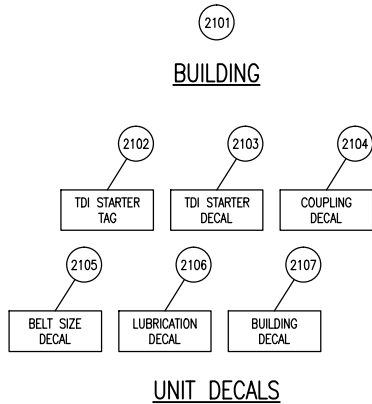 2101
BUILDING
2102
2103
2104
TDI STARTER
TAG
TDI STARTER
DECAL
COUPLING
DECAL
2105
2106
2107
BELT SIZE
DECAL
LUBRICATION
DECAL
BUILDING
DECAL
UNIT DECALS